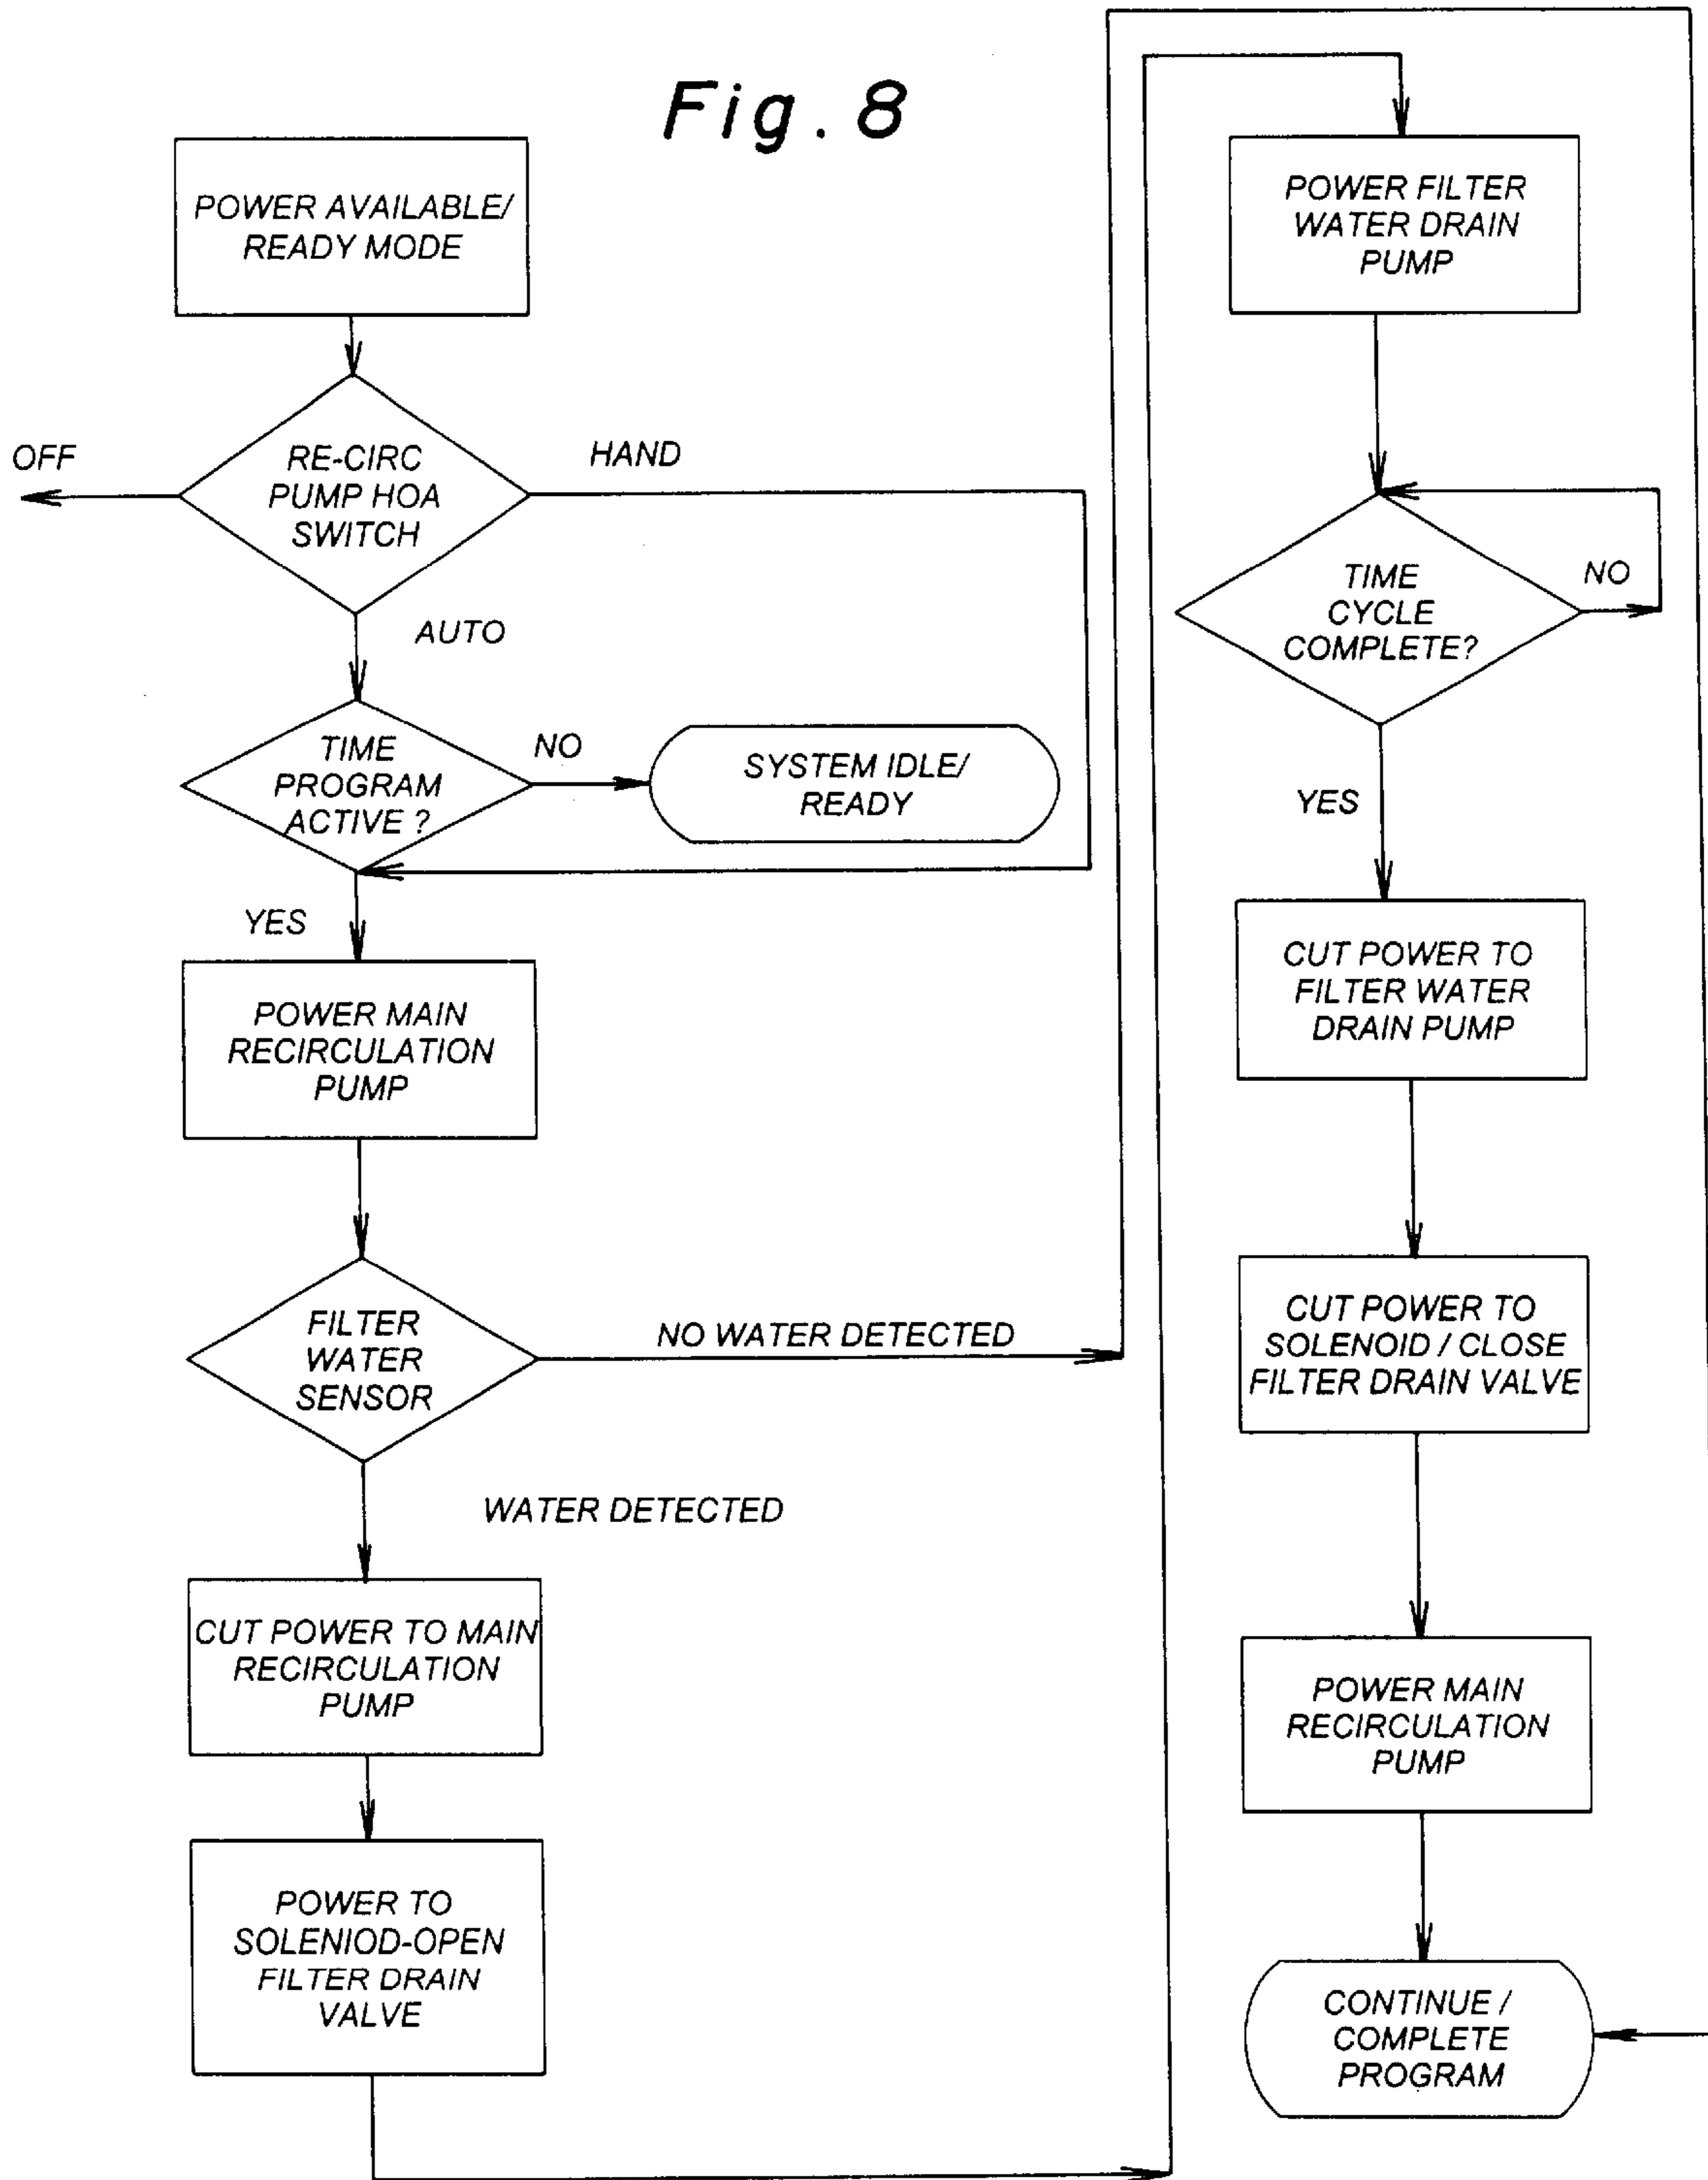 Fig. 8
POWER AVAILABLE/
READY MODE
OFF
RE-CIRC
PUMP HOA
SWITCH
HAND
AUTO
TIME
PROGRAM
ACTIVE ?
NO
SYSTEM IDLE/
READY
YES
POWER MAIN
RECIRCULATION
PUMP
FILTER
WATER
SENSOR
NO WATER DETECTED
WATER DETECTED
CUT POWER TO MAIN
RECIRCULATION
PUMP
POWER TO
SOLENIOD-OPEN
FILTER DRAIN
VALVE
POWER FILTER
WATER DRAIN
PUMP
TIME
CYCLE
COMPLETE?
NO
YES
CUT POWER TO
FILTER WATER
DRAIN PUMP
CUT POWER TO
SOLENOID / CLOSE
FILTER DRAIN VALVE
POWER MAIN
RECIRCULATION
PUMP
CONTINUE /
COMPLETE
PROGRAM